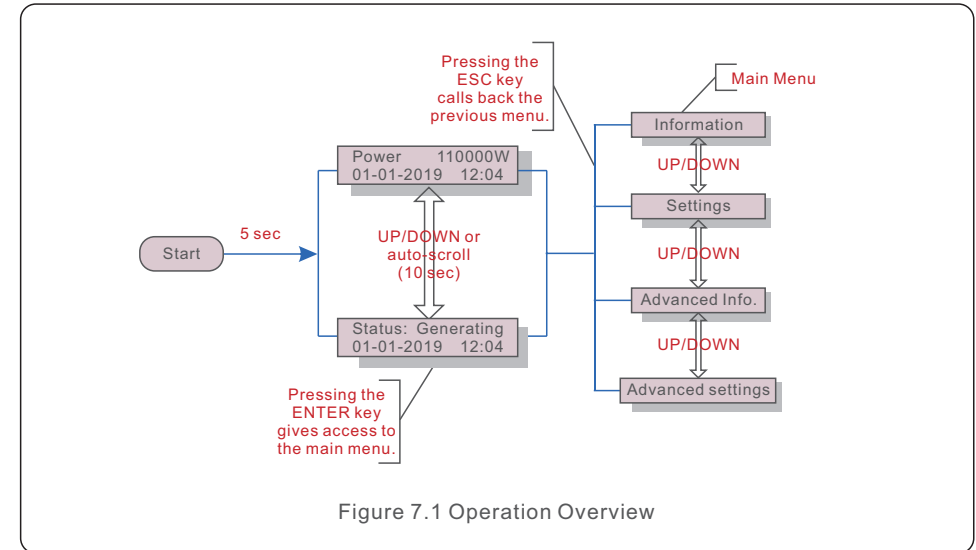 Start
5 sec
Power 110000W
01-01-2019 12:04
UP/DOWN or
auto-scroll
(10 sec)
Status: Generating
01-01-2019 12:04
Pressing the
ENTER key
gives access to
the main menu.
Pressing the
ESC key
calls back the
previous menu.
Main Menu
Information
UP/DOWN
Settings
UP/DOWN
Advanced Info.
UP/DOWN
Advanced settings
Figure 7.1 Operation Overview